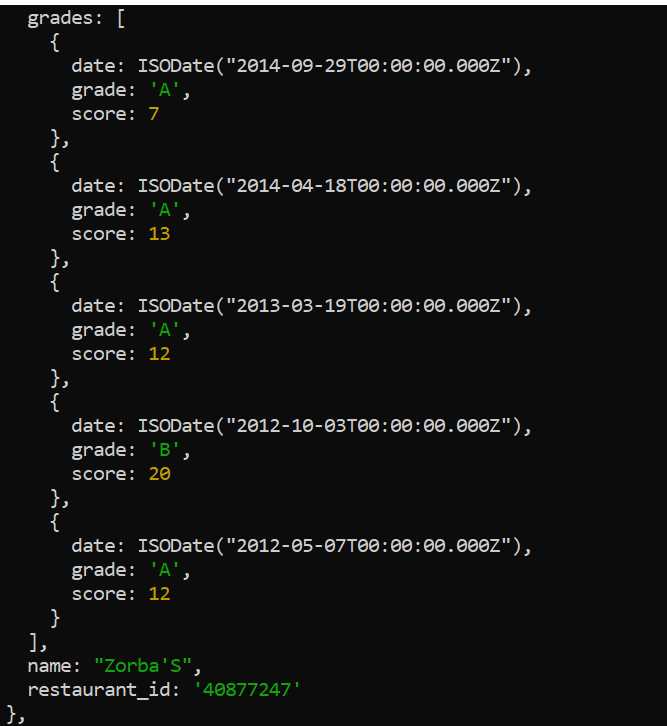 grades: [
{
date: ISODate("2014-09-29T00:00:00.000Z"),
grade: 'A',
score: 7
},
{
date: ISODate("2014-04-18T00:00:00.000Z"),
grade: 'A',
score: 13
},
{
date: ISODate("2013-03-19T00:00:00.000Z"),
grade: 'A',
score: 12
},
{
date: ISODate("2012-10-03T00:00:00.000Z"),
grade: 'B',
score: 20
},
{
date: ISODate("2012-05-07T00:00:00.000Z"),
grade: 'A',
score: 12
}
],
name: "Zorba'S",
restaurant_id: '40877247'
},